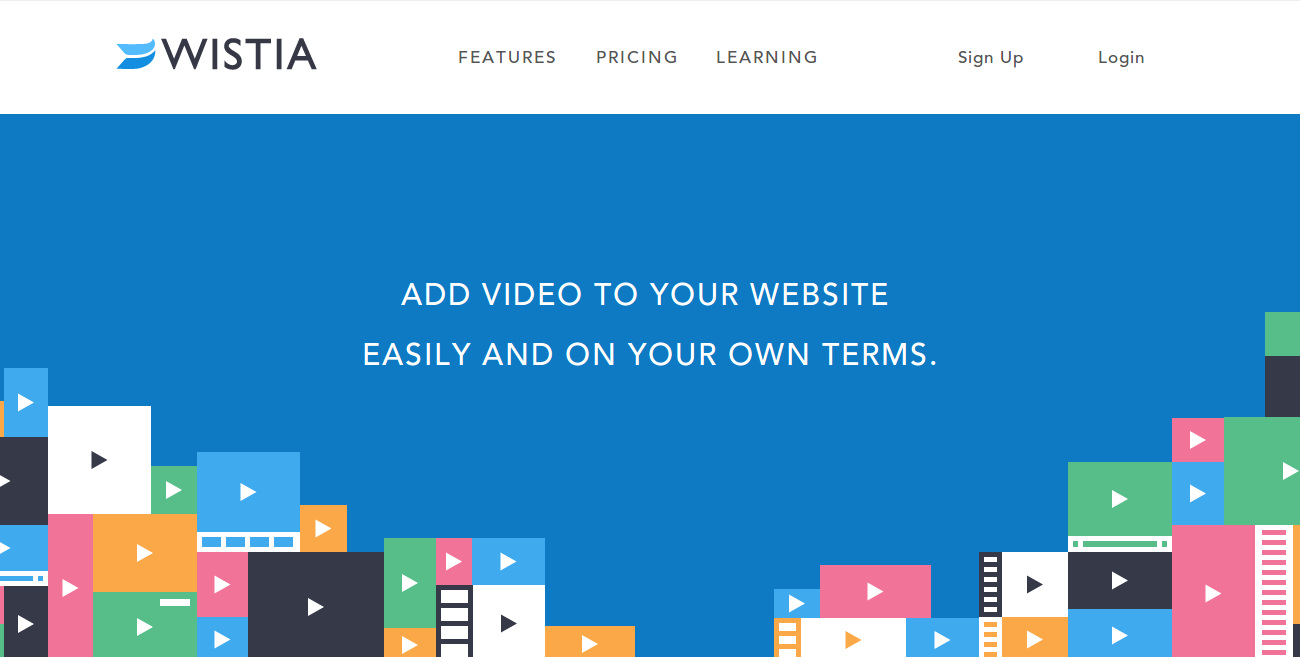 WISTIA
FEATURES PRICING LEARNING Sign Up Login
ADD VIDEO TO YOUR WEBSITE
EASILY AND ON YOUR OWN TERMS.